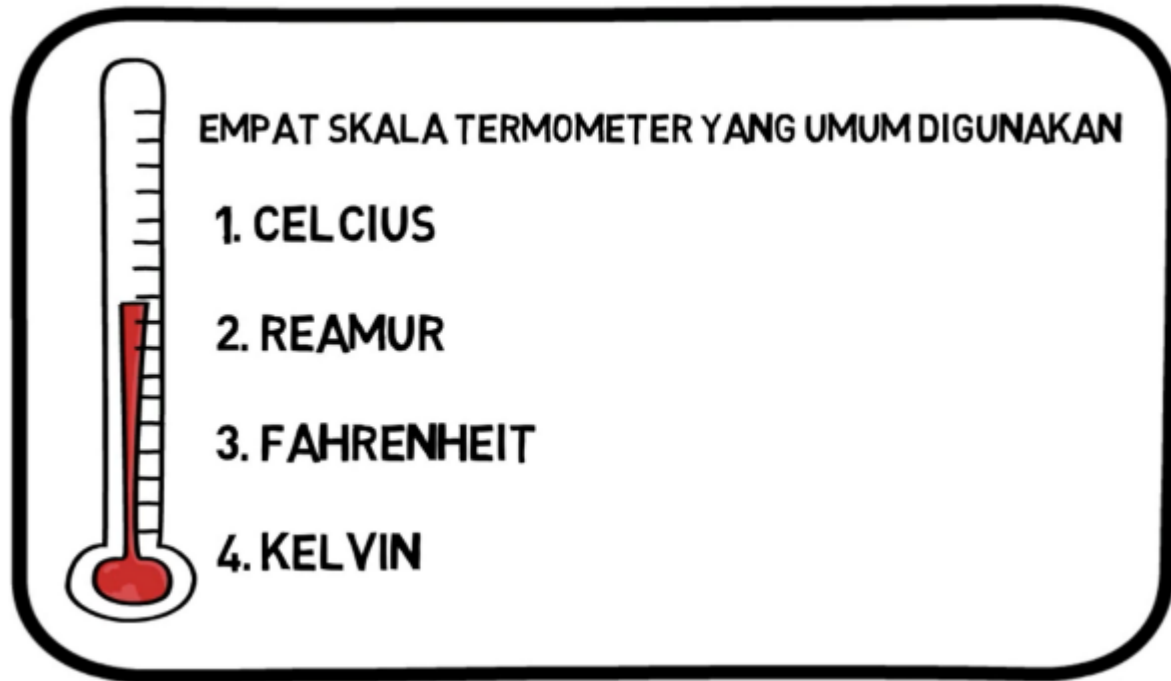 EMPAT SKALA TERMOMETER YANG UMUM DIGUNAKAN
1. CELCIUS
2. REAMUR
3. FAHRENHEIT
4. KELVIN